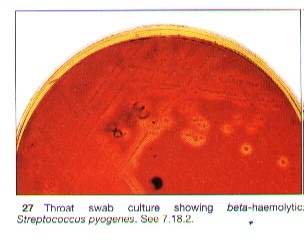 27 Throat swab culture showing beta-haemolytic
Streptococcus pyogenes. See 7.18.2.